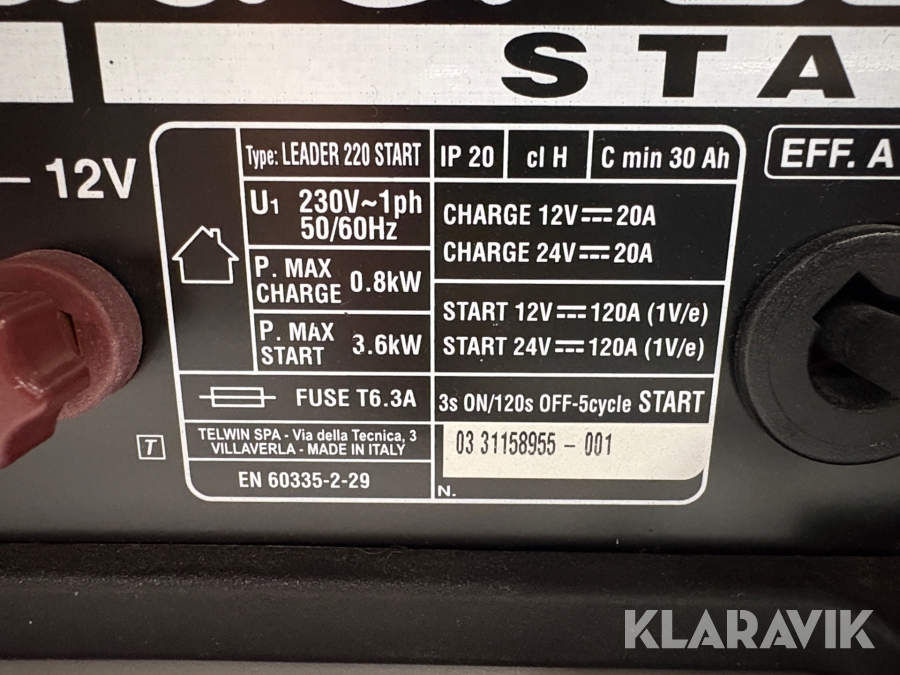 STA
12V
Type: LEADER 220 START
IP 20
cl H
C min 30 Ah
EFF. A
U1 230V~1ph
50/60Hz
CHARGE 12V⎓20A
CHARGE 24V⎓20A
P. MAX
CHARGE 0.8kW
START 12V⎓120A (1V/e)
START 24V⎓120A (1V/e)
P. MAX
START 3.6kW
FUSE T6.3A
3s ON/120s OFF-5cycle START
T
TELWIN SPA - Via della Tecnica, 3
VILLAVERLA - MADE IN ITALY
03 31158955 - 001
EN 60335-2-29
N.
KLARAVIK